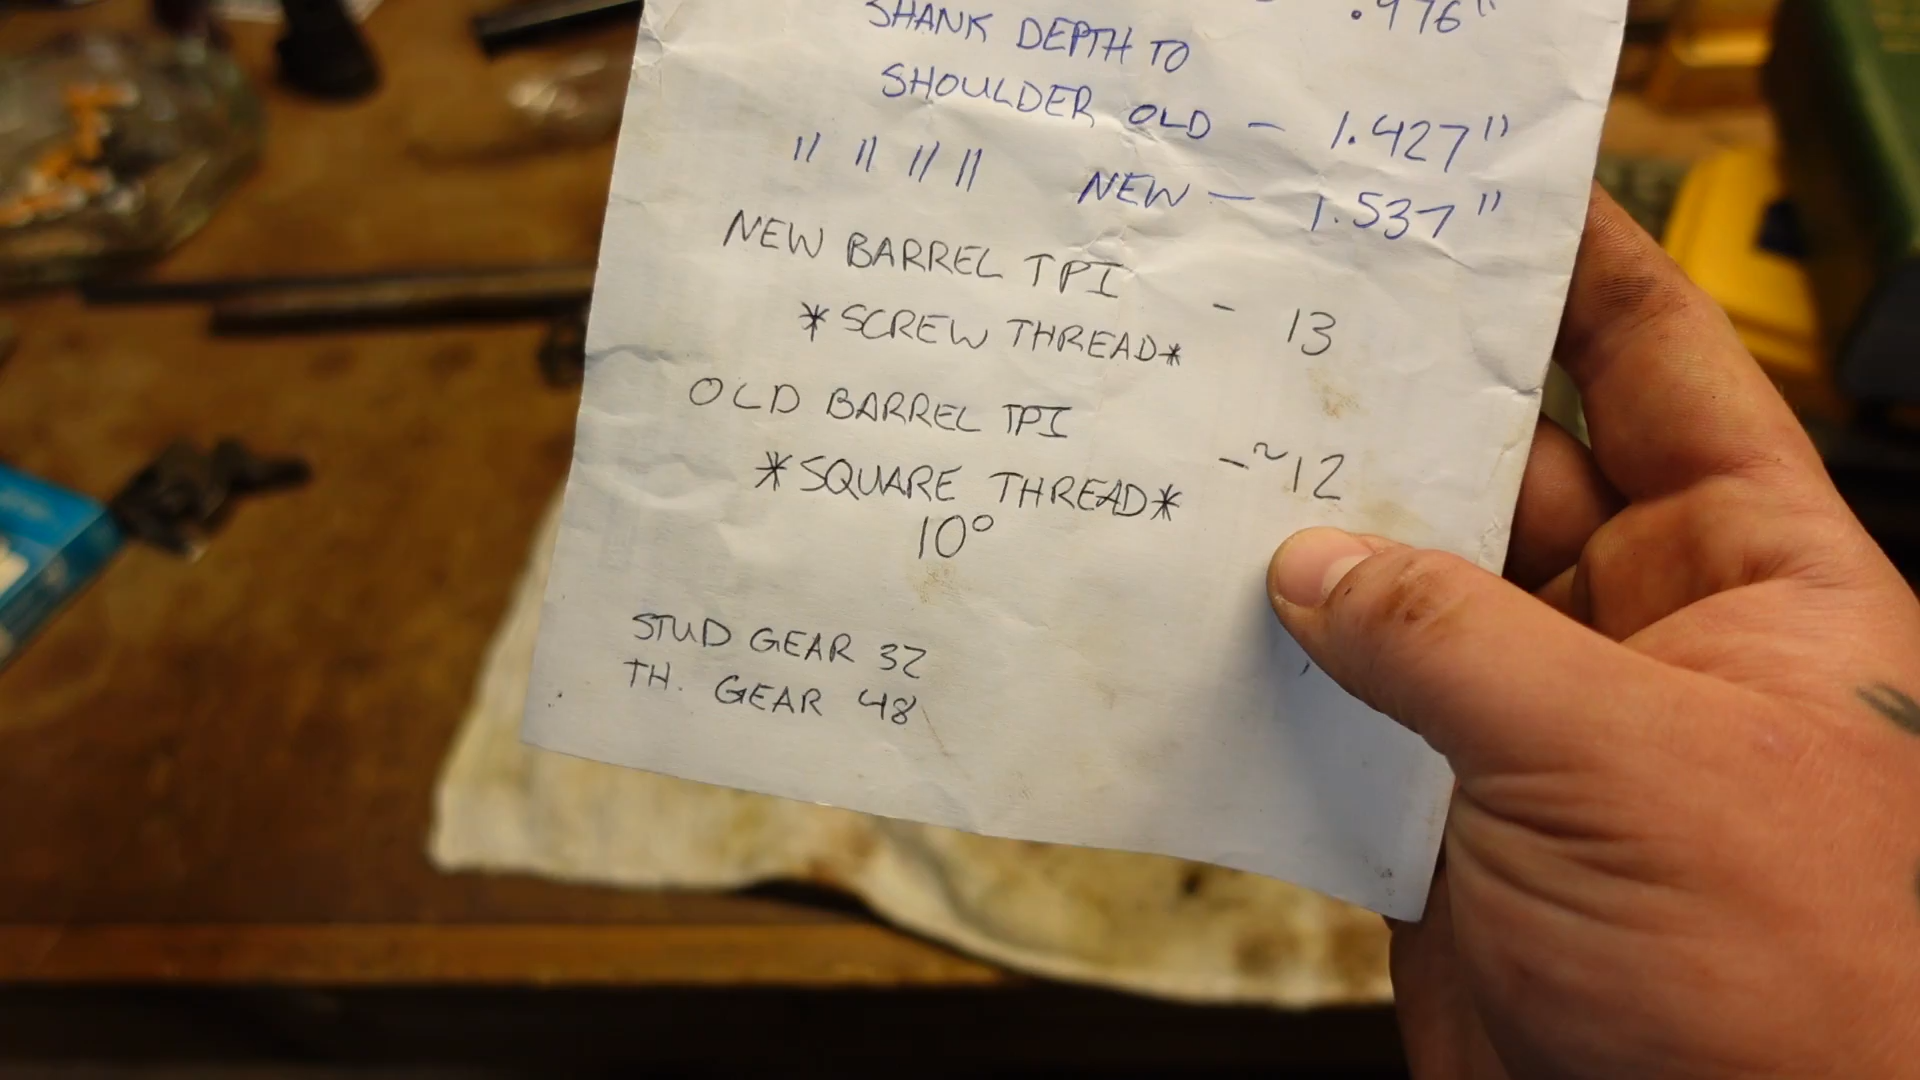 .976"
SHANK DEPTH TO
SHOULDER OLD - 1.427"
" " " " NEW - 1.537"
NEW BARREL TPI - 13
*SCREW THREAD*
OLD BARREL TPI - ~12
*SQUARE THREAD*
10°
STUD GEAR 32
TH. GEAR 48